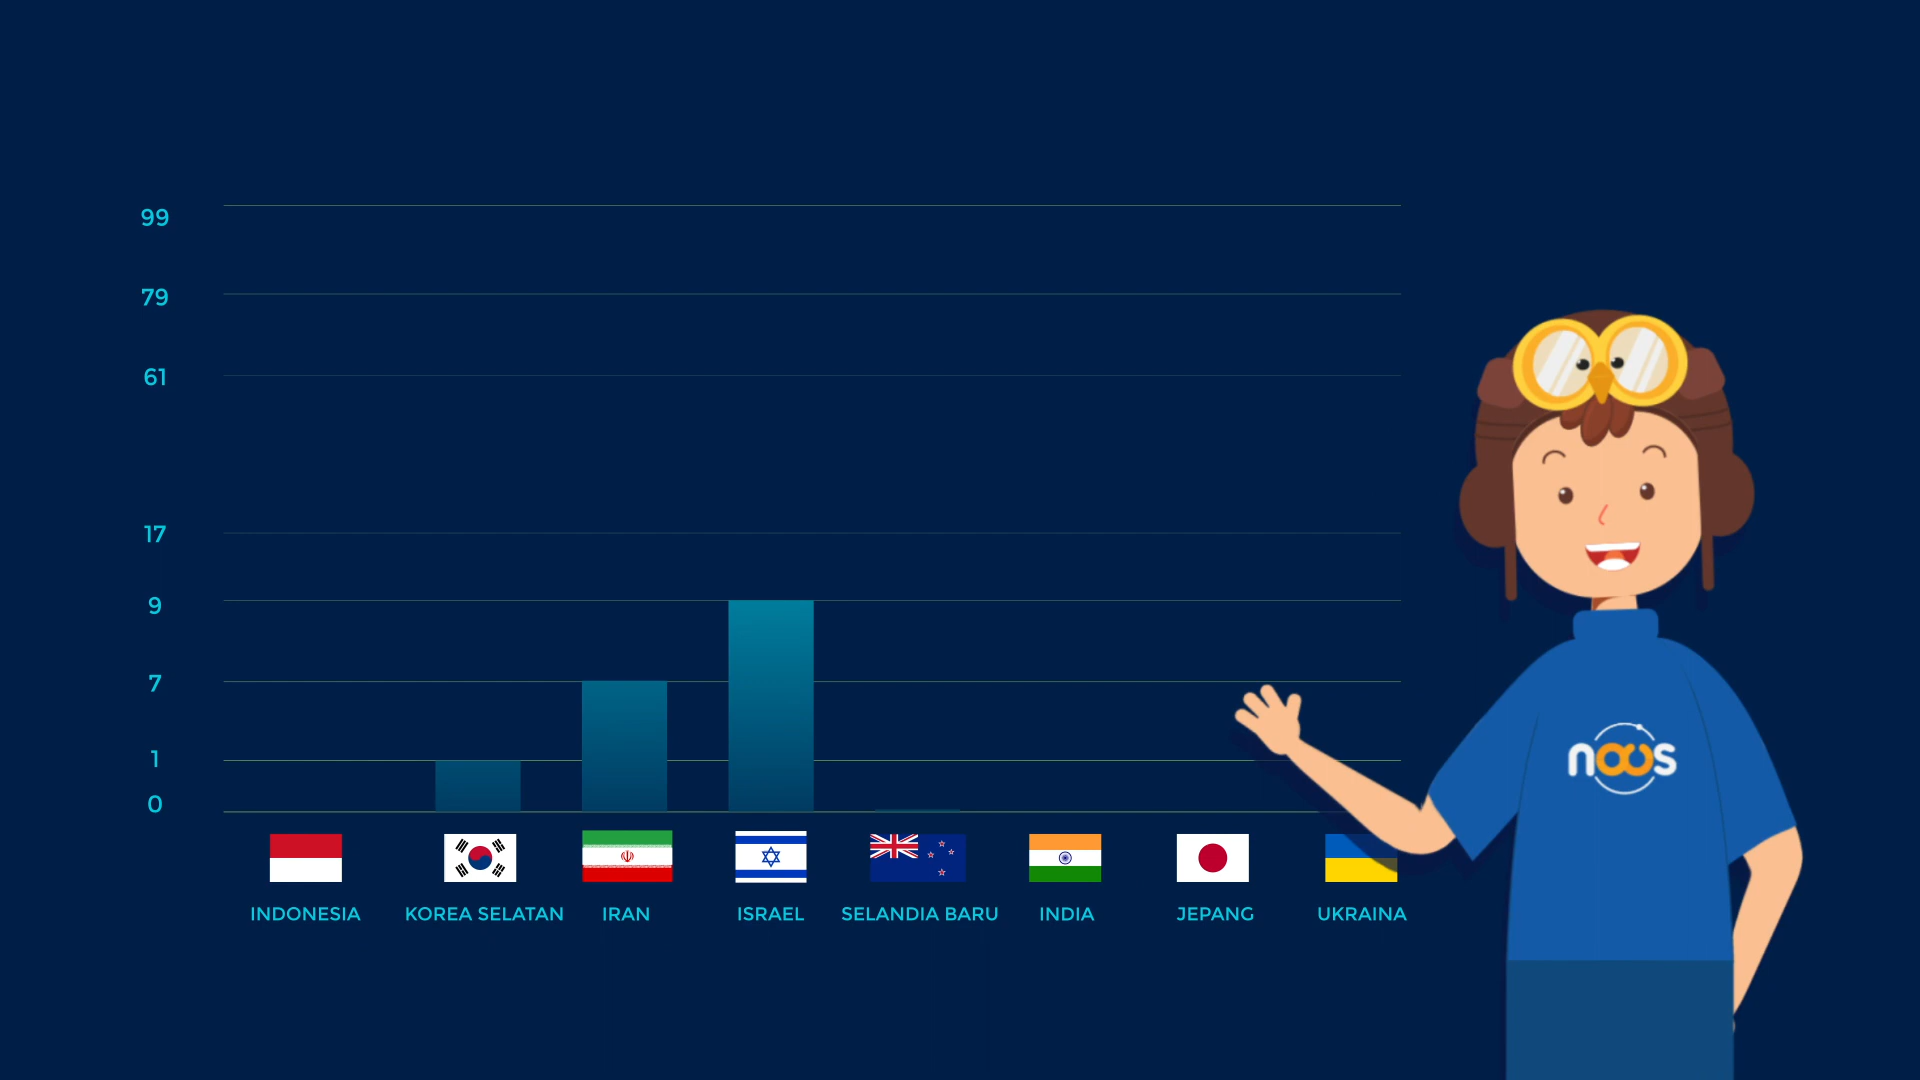 99
79
61
17
9
7
1
0
INDONESIA
KOREA SELATAN
IRAN
ISRAEL
SELANDIA BARU
INDIA
JEPANG
UKRAINA
noos